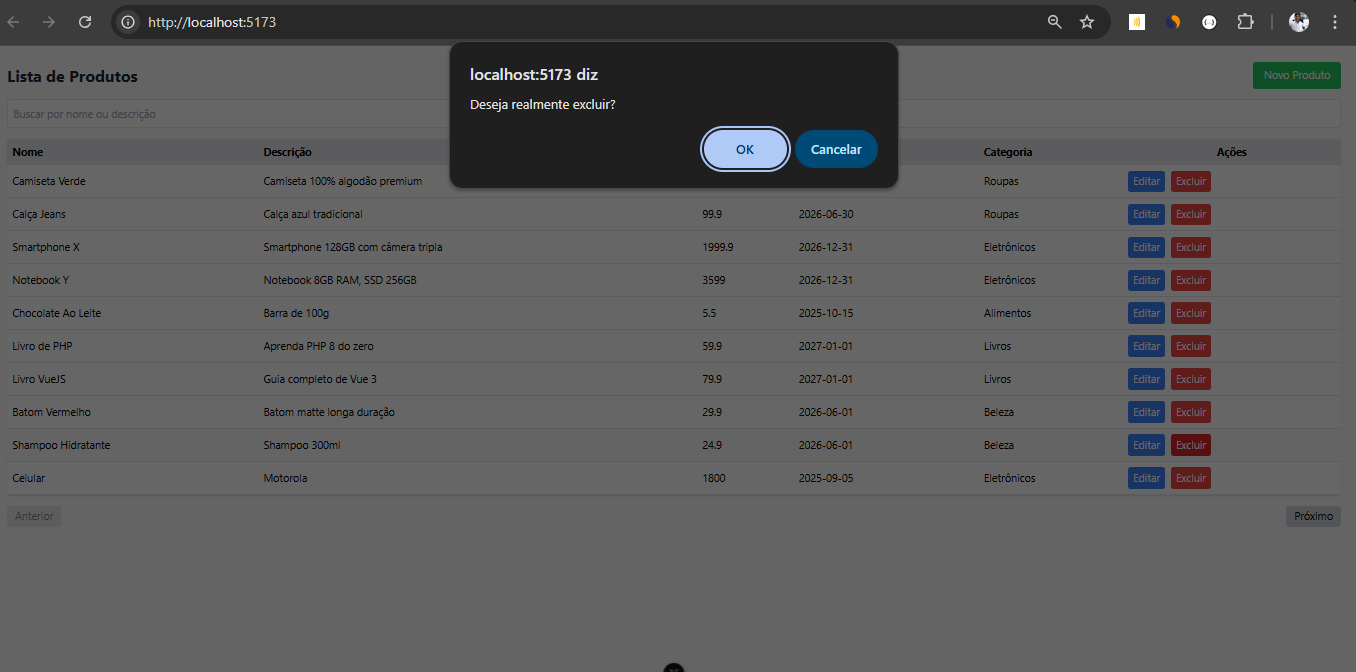 http://localhost:5173
localhost:5173 diz
Deseja realmente excluir?
OK Cancelar
Lista de Produtos Novo Produto
Buscar por nome ou descrição
Nome Descrição Categoria Ações
Camiseta Verde Camiseta 100% algodão premium Roupas Editar Excluir
Calça Jeans Calça azul tradicional 99.9 2026-06-30 Roupas Editar Excluir
Smartphone X Smartphone 128GB com câmera tripla 1999.9 2026-12-31 Eletrônicos Editar Excluir
Notebook Y Notebook 8GB RAM, SSD 256GB 3599 2026-12-31 Eletrônicos Editar Excluir
Chocolate Ao Leite Barra de 100g 5.5 2025-10-15 Alimentos Editar Excluir
Livro de PHP Aprenda PHP 8 do zero 59.9 2027-01-01 Livros Editar Excluir
Livro VueJS Guia completo de Vue 3 79.9 2027-01-01 Livros Editar Excluir
Batom Vermelho Batom matte longa duração 29.9 2026-06-01 Beleza Editar Excluir
Shampoo Hidratante Shampoo 300ml 24.9 2026-06-01 Beleza Editar Excluir
Celular Motorola 1800 2025-09-05 Eletrônicos Editar Excluir
Anterior Próximo